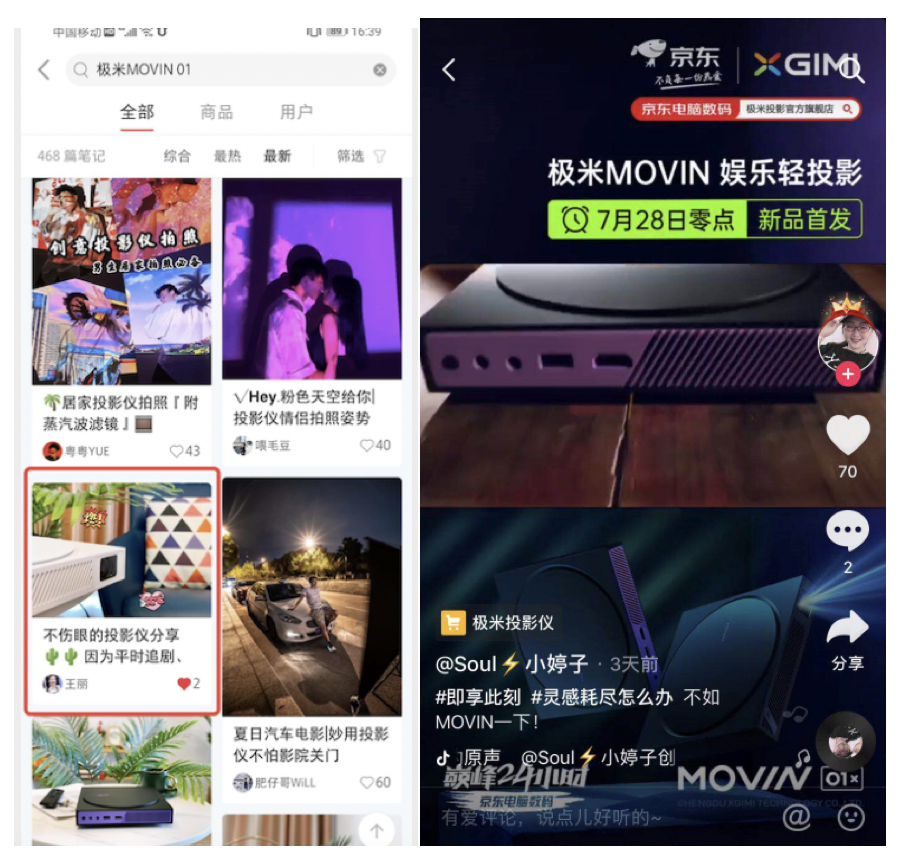 中国移动
16:39
极米MOVIN 01
全部 商品 用户
468 篇笔记 综合 最热 最新 筛选
创意投影仪拍照
男生居家拍照必备
🌴居家投影仪拍照『附
蒸汽波滤镜』🎞
粤粤YUE ♡43
✓Hey.粉色天空给你|
投影仪情侣拍照姿势
喂毛豆 ♡40
不伤眼的投影仪分享
🌵🌵 因为平时追剧、
王丽 ❤2
夏日汽车电影|妙用投影
仪不怕影院关门
肥仔哥WiLL ♡60
京东 XGIMI
不负每一份热爱
京东电脑数码 极米投影官方旗舰店
极米MOVIN 娱乐轻投影
7月28日零点 新品首发
70
2
分享
极米投影仪
@Soul⚡小婷子 · 3天前
#即享此刻 #灵感耗尽怎么办 不如
MOVIN一下!
原声 @Soul⚡小婷子创
巅峰24小时
京东电脑数码
MOVIN 01x
CHENGDU XGIMI TECHNOLOGY CO.,LTD.
有爱评论，说点儿好听的~